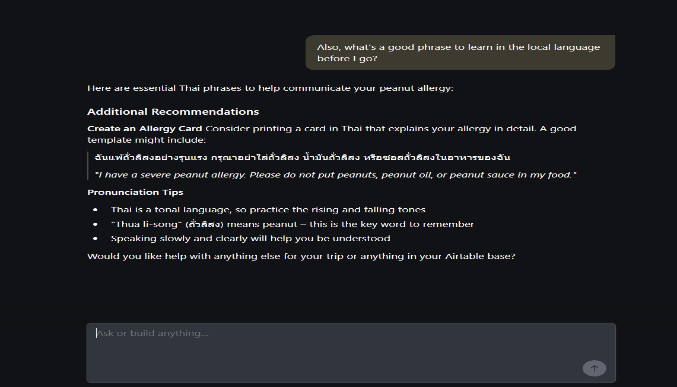 Also, what's a good phrase to learn in the local language
before I go?
Here are essential Thai phrases to help communicate your peanut allergy:
Additional Recommendations
Create an Allergy Card Consider printing a card in Thai that explains your allergy in detail. A good
template might include:
ฉันแพ้ถั่วลิสงอย่างรุนแรง กรุณาอย่าใส่ถั่วลิสง น้ำมันถั่วลิสง หรือซอสถั่วลิสงในอาหารของฉัน
"I have a severe peanut allergy. Please do not put peanuts, peanut oil, or peanut sauce in my food."
Pronunciation Tips
• Thai is a tonal language, so practice the rising and falling tones
• "Thua li-song" (ถั่วลิสง) means peanut – this is the key word to remember
• Speaking slowly and clearly will help you be understood
Would you like help with anything else for your trip or anything in your Airtable base?
Ask or build anything...